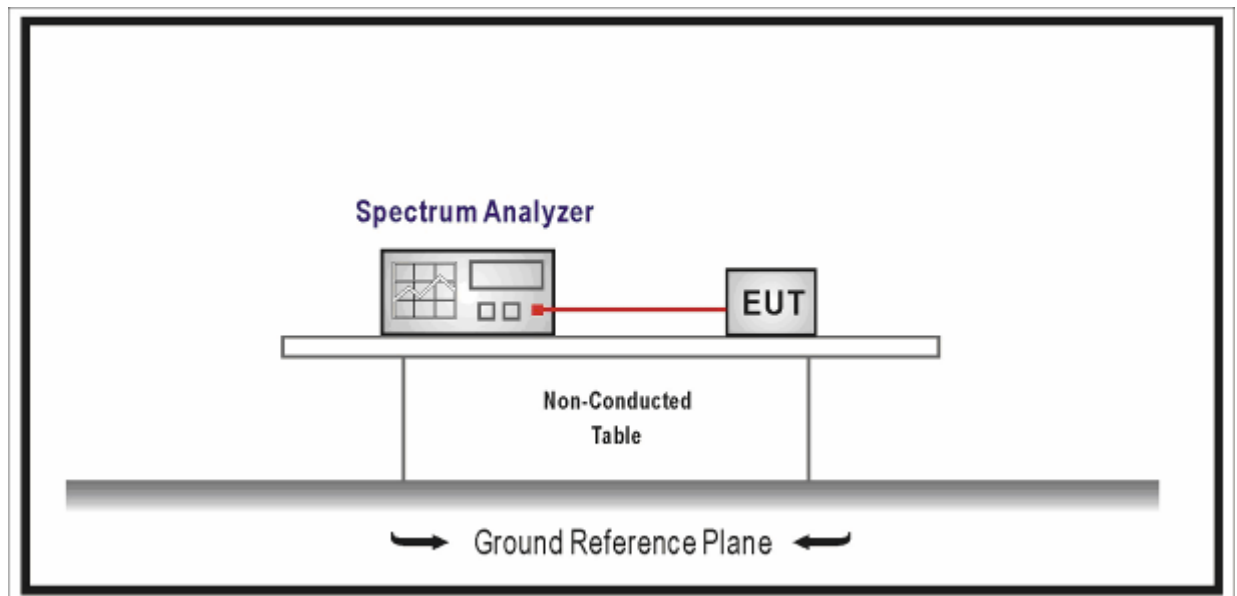 Spectrum Analyzer
EUT
Non-Conducted
Table
Ground Reference Plane